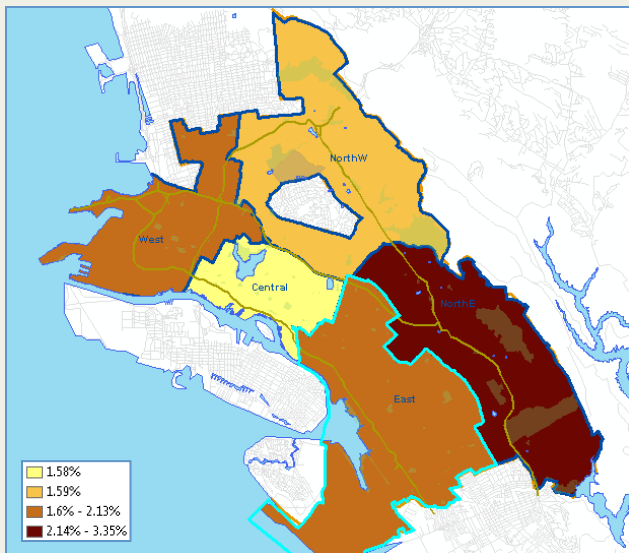 NorthW
West
Central
NorthE
East
1.58%
1.59%
1.6% - 2.13%
2.14% - 3.35%